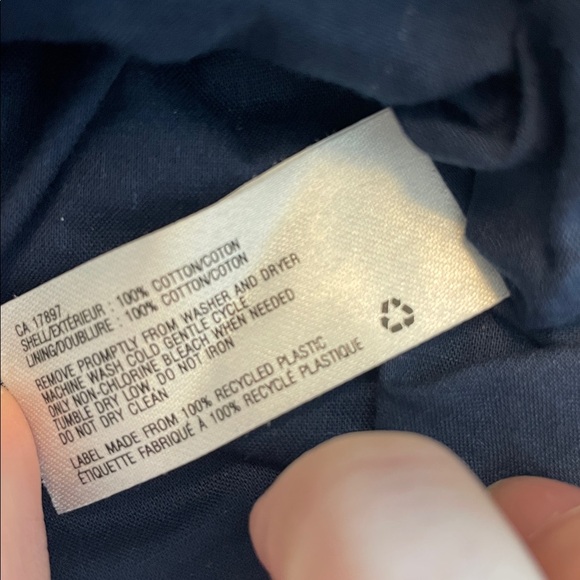 CA 17897
SHELL/EXTÉRIEUR : 100% COTTON/COTON
LINING/DOUBLURE : 100% COTTON/COTON
REMOVE PROMPTLY FROM WASHER AND DRYER
MACHINE WASH COLD GENTLE CYCLE
ONLY NON-CHLORINE BLEACH WHEN NEEDED
TUMBLE DRY LOW, DO NOT IRON
DO NOT DRY CLEAN
LABEL MADE FROM 100% RECYCLED PLASTIC
ÉTIQUETTE FABRIQUÉ À 100% RECYCLÉ PLASTIQUE